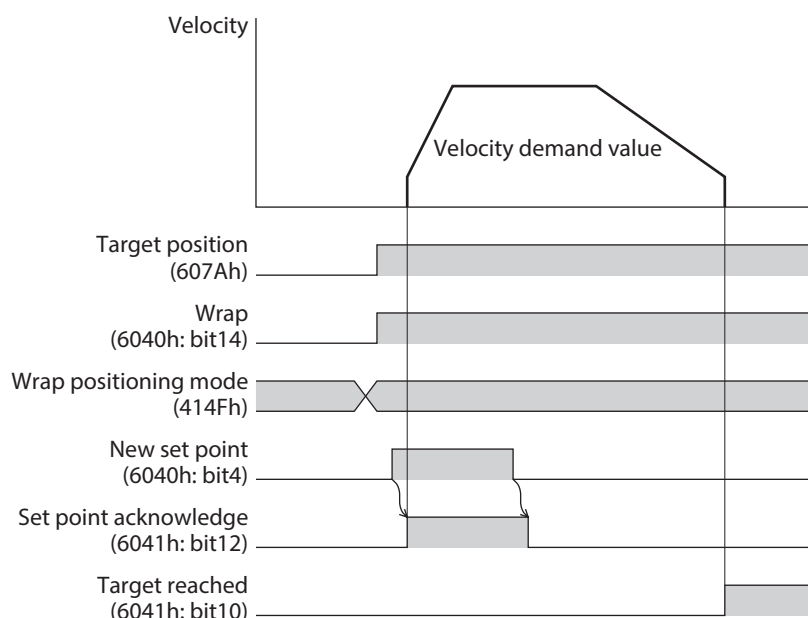 Velocity
Velocity demand value
Target position
(607Ah)
Wrap
(6040h: bit14)
Wrap positioning mode
(414Fh)
New set point
(6040h: bit4)
Set point acknowledge
(6041h: bit12)
Target reached
(6041h: bit10)